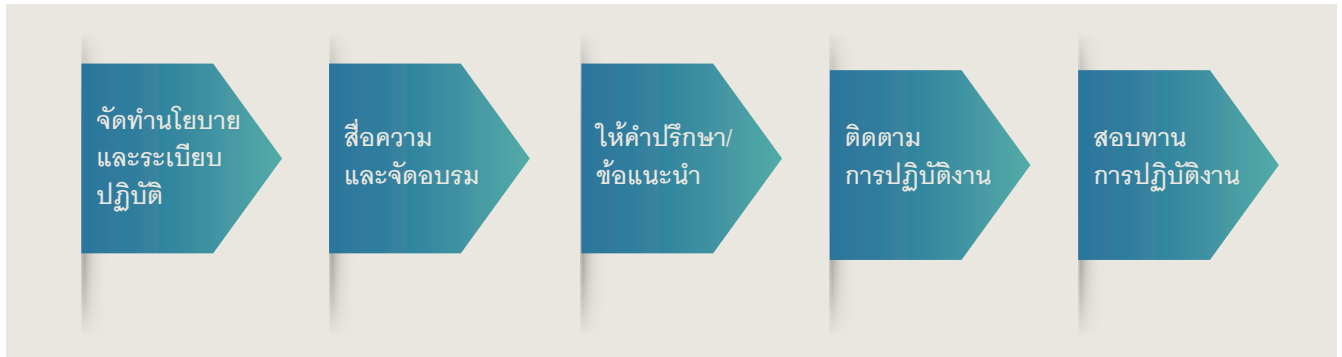 จัดทำนโยบาย
และระเบียบ
ปฏิบัติ
สื่อความ
และจัดอบรม
ให้คำปรึกษา/
ข้อแนะนำ
ติดตาม
การปฏิบัติงาน
สอบทาน
การปฏิบัติงาน